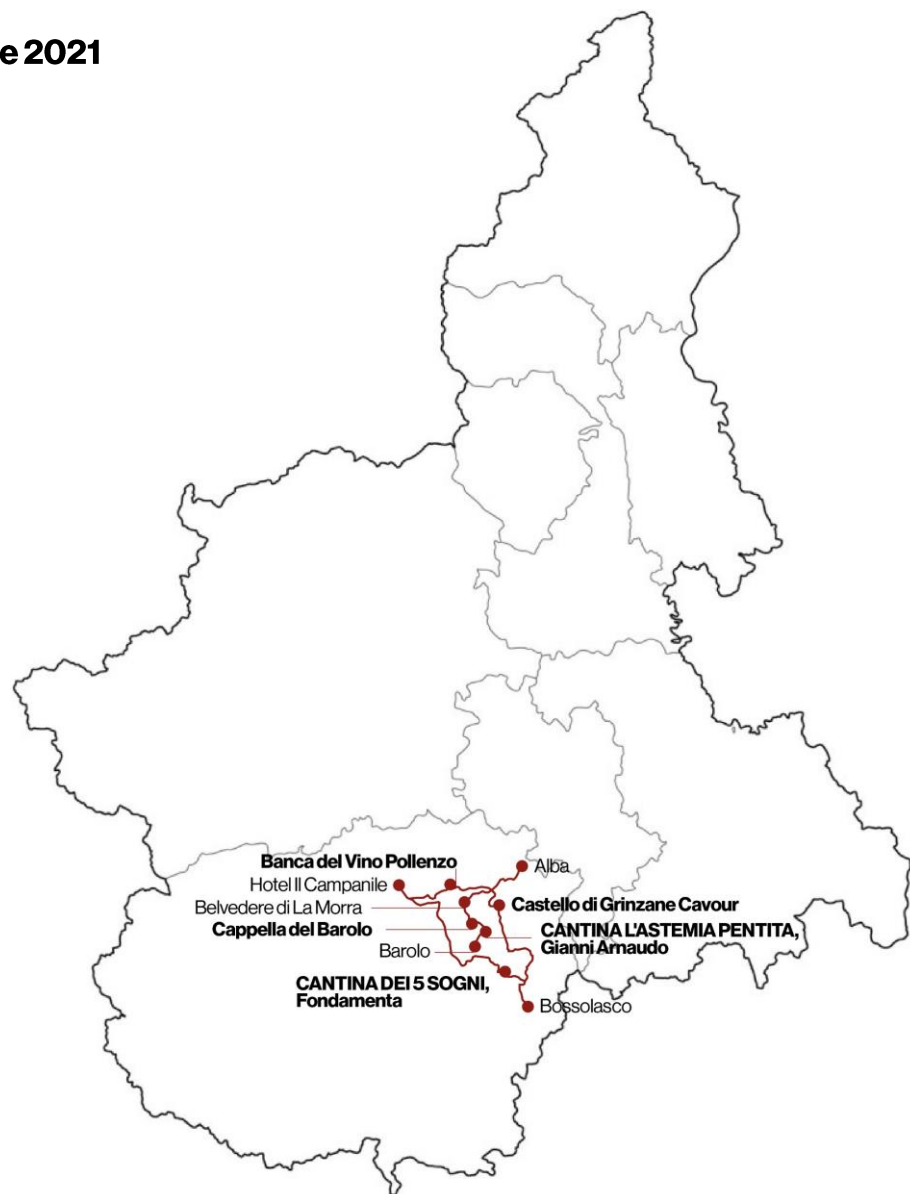 e 2021
Banca del Vino Pollenzo
Alba
Hotel Il Campanile
Belvedere di La Morra
Castello di Grinzane Cavour
Cappella del Barolo
CANTINA L'ASTEMIA PENTITA,
Gianni Arnaudo
Barolo
CANTINA DEI 5 SOGNI,
Fondamenta
Bossolasco